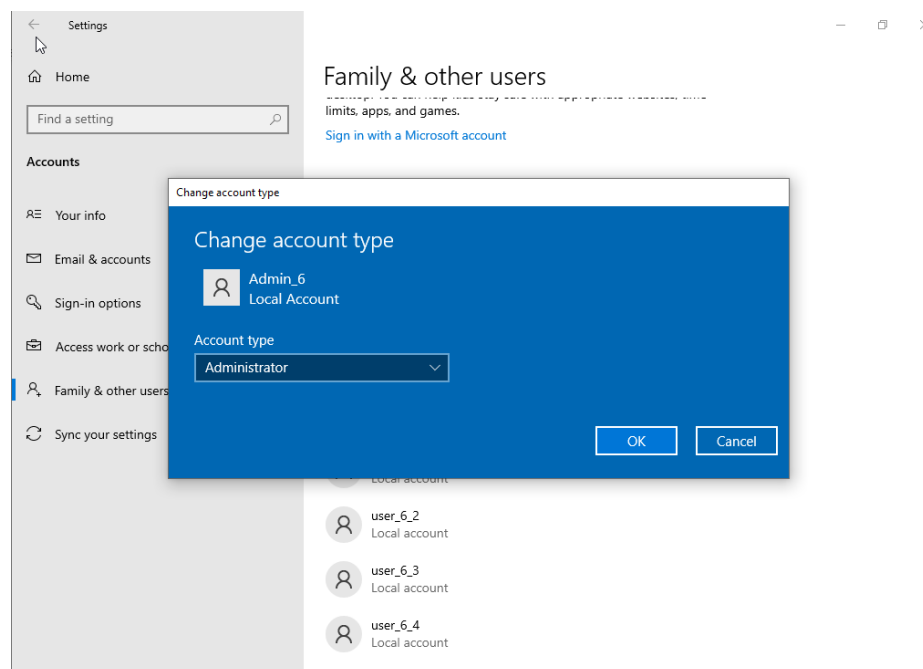 Settings
Home
Find a setting
Accounts
Your info
Email & accounts
Sign-in options
Access work or scho
Family & other users
Sync your settings
Family & other users
limits, apps, and games.
Sign in with a Microsoft account
Change account type
Change account type
Admin_6
Local Account
Account type
Administrator
OK Cancel
Local account
user_6_2
Local account
user_6_3
Local account
user_6_4
Local account